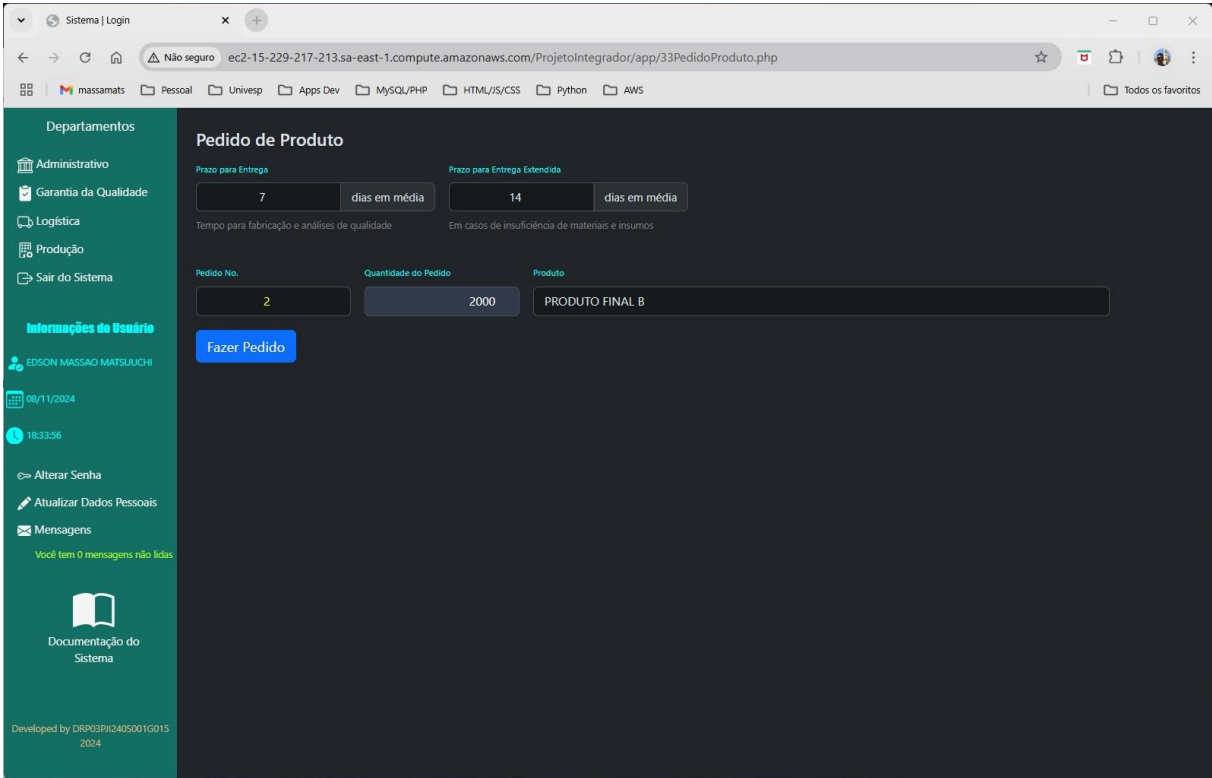 Sistema | Login
Não seguro
ec2-15-229-217-213.sa-east-1.compute.amazonaws.com/ProjetoIntegrador/app/33PedidoProduto.php
massamats
Pessoal
Univesp
Apps Dev
MySQL/PHP
HTML/JS/CSS
Python
AWS
Todos os favoritos
Departamentos
Administrativo
Garantia da Qualidade
Logística
Produção
Sair do Sistema
Informações do Usuário
EDSON MASSAO MATSUUCHI
08/11/2024
18:33:56
Alterar Senha
Atualizar Dados Pessoais
Mensagens
Você tem 0 mensagens não lidas
Documentação do
Sistema
Developed by DRP03PJI240S001G015
2024
Pedido de Produto
Prazo para Entrega
7
dias em média
Tempo para fabricação e análises de qualidade
Prazo para Entrega Extendida
14
dias em média
Em casos de insuficiência de materiais e insumos
Pedido No.
2
Quantidade do Pedido
2000
Produto
PRODUTO FINAL B
Fazer Pedido